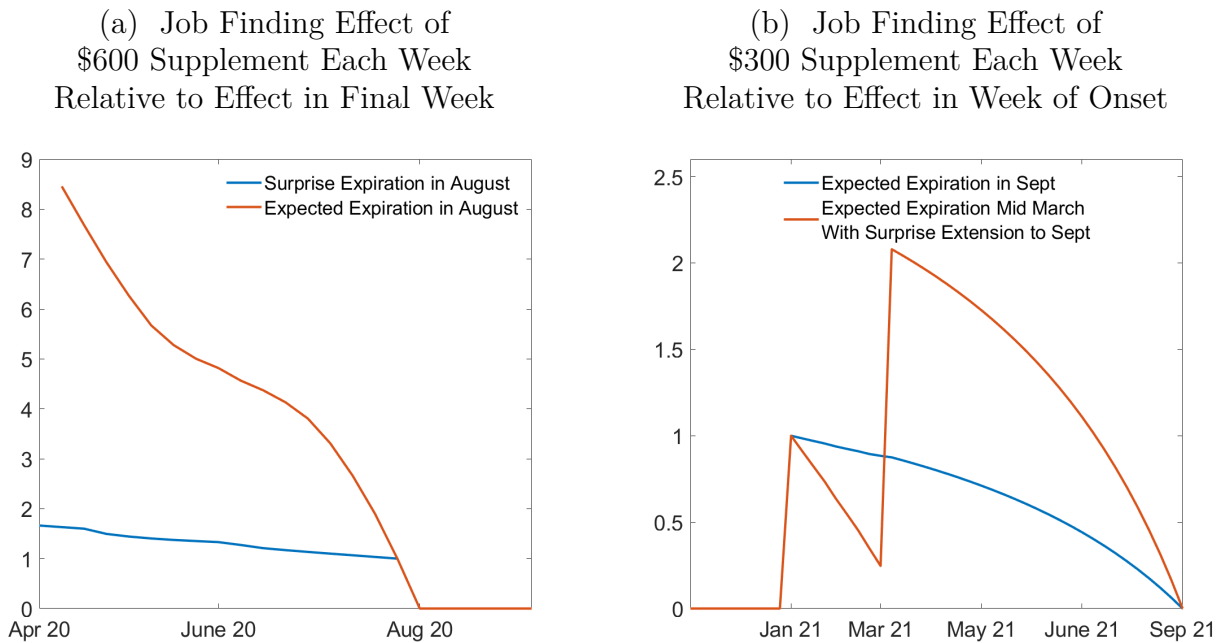 (a) Job Finding Effect of
$600 Supplement Each Week
Relative to Effect in Final Week
9
8
7
6
5
4
3
2
1
0
Surprise Expiration in August
Expected Expiration in August
Apr 20
June 20
Aug 20
(b) Job Finding Effect of
$300 Supplement Each Week
Relative to Effect in Week of Onset
2.5
2
1.5
1
0.5
0
Expected Expiration in Sept
Expected Expiration Mid March
With Surprise Extension to Sept
Jan 21
Mar 21
May 21
June 21
Sep 21